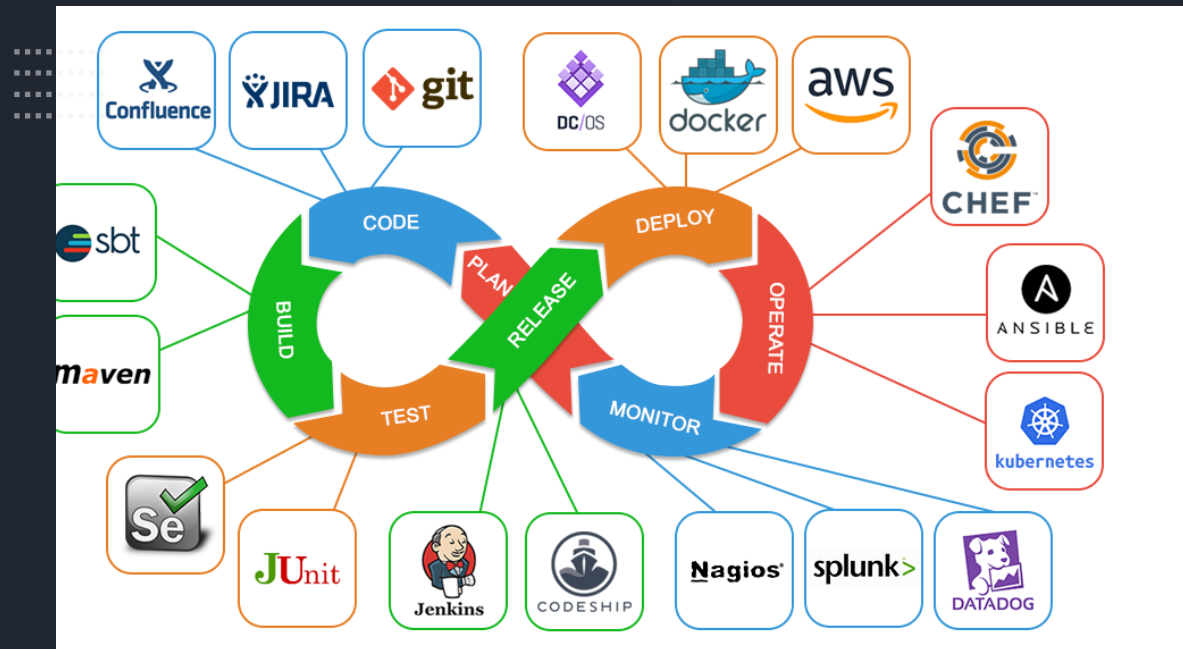 Confluence
JIRA
git
DC/OS
docker
aws
CHEF™
sbt
CODE
DEPLOY
PLAN
RELEASE
BUILD
OPERATE
ANSIBLE
maven
TEST
MONITOR
kubernetes
Se
JUnit
Jenkins
CODESHIP
Nagios®
splunk>
DATADOG